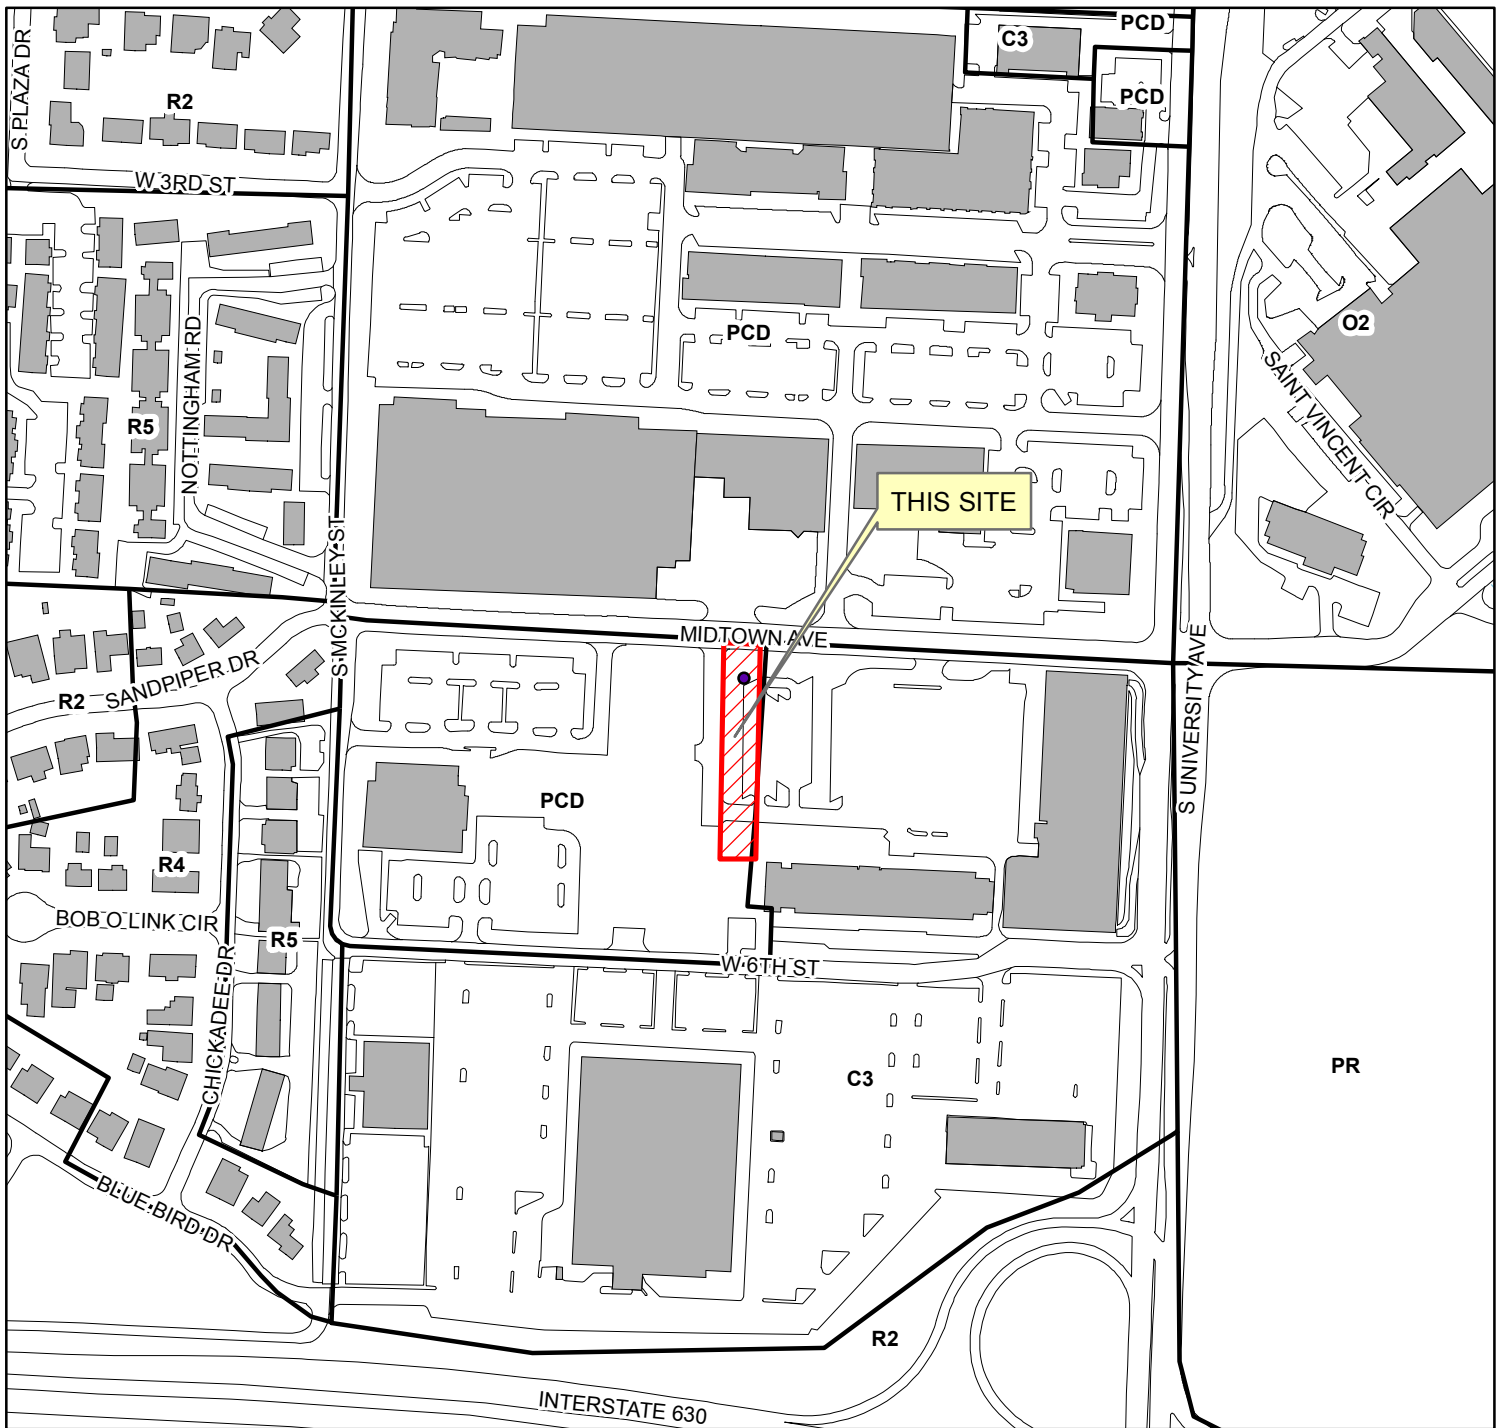 PCD
C3
S PLAZA DR
R2
PCD
W 3RD ST
PCD
O2
NOTTINGHAM RD
SAINT VINCENT CIR
R5
THIS SITE
S MCKINLEY ST
MIDTOWN AVE
S UNIVERSITY AVE
SANDPIPER DR
R2
PCD
R4
BOB O LINK CIR
R5
W 6TH ST
CHICKADEE DR
PR
C3
BLUE BIRD DR
R2
INTERSTATE 630